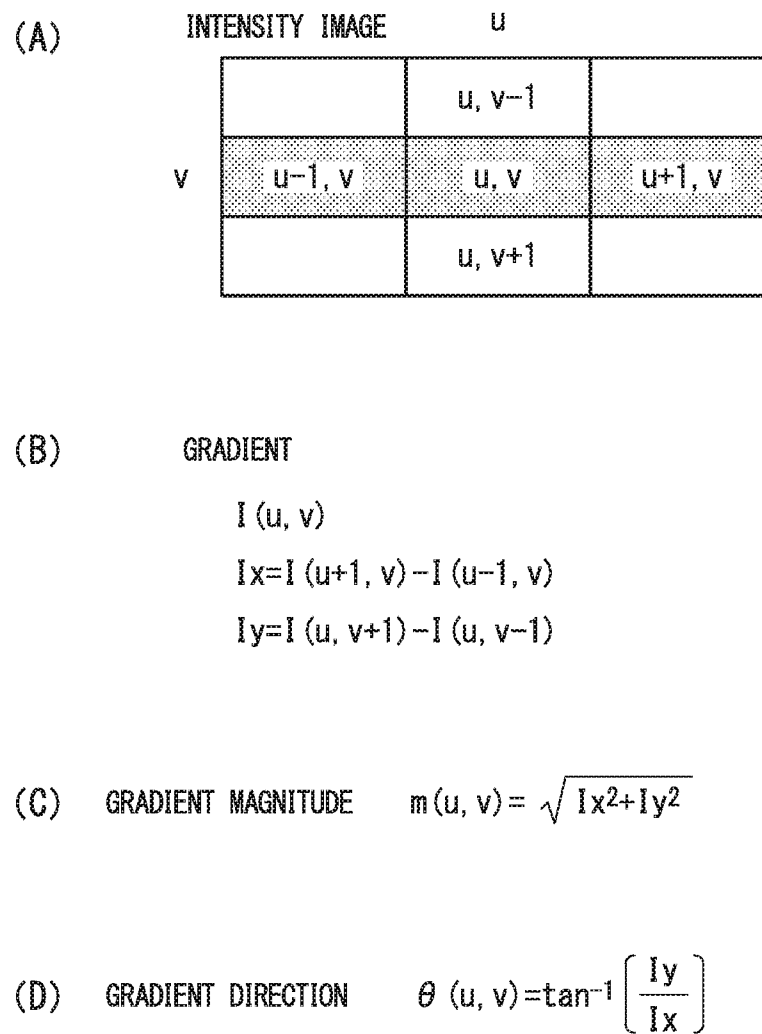 (A) INTENSITY IMAGE u
u, v-1
v u-1, v u, v u+1, v
u, v+1
(B) GRADIENT
I (u, v)
Ix=I (u+1, v) -I (u-1, v)
Iy=I (u, v+1) -I (u, v-1)
(C) GRADIENT MAGNITUDE m (u, v) = √Ix²+Iy²
(D) GRADIENT DIRECTION θ (u, v) =tan⁻¹ (Iy/Ix)